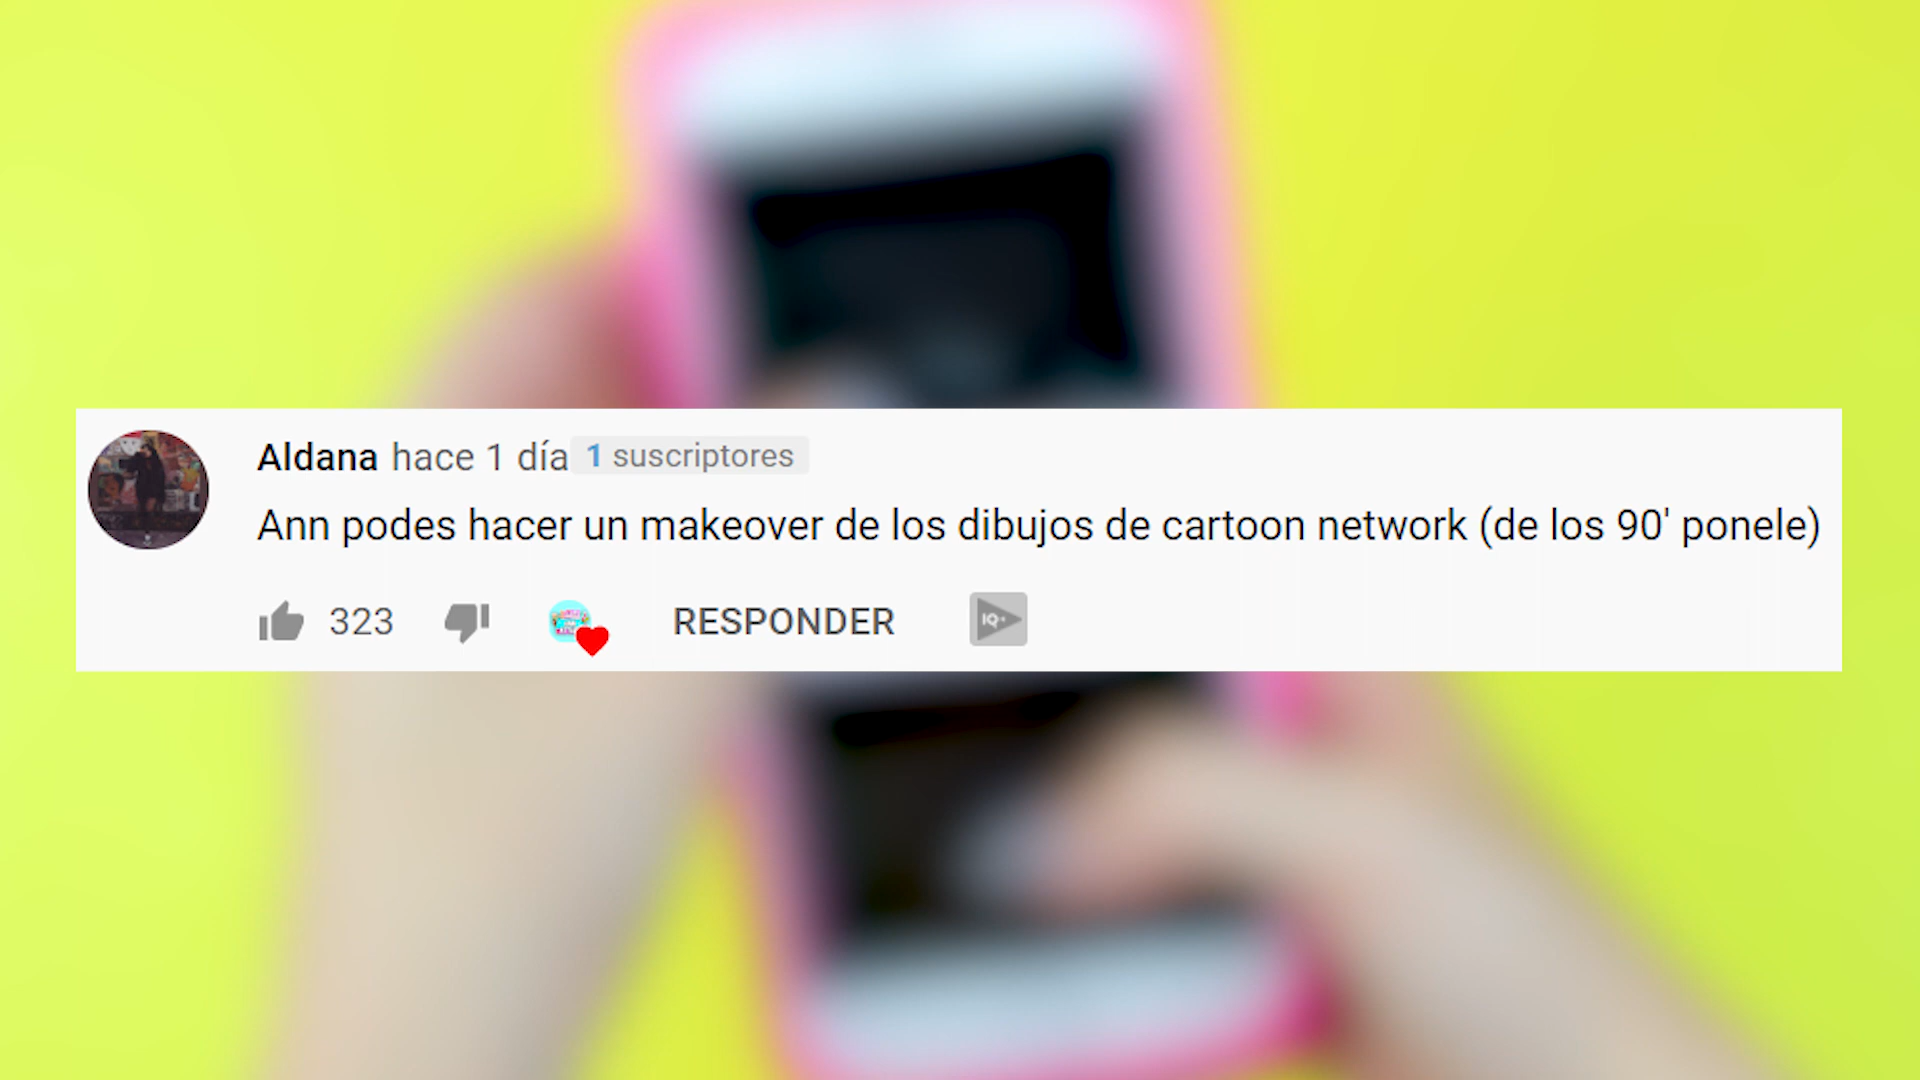 Aldana hace 1 día 1 suscriptores
Ann podes hacer un makeover de los dibujos de cartoon network (de los 90' ponele)
323 RESPONDER IQ+